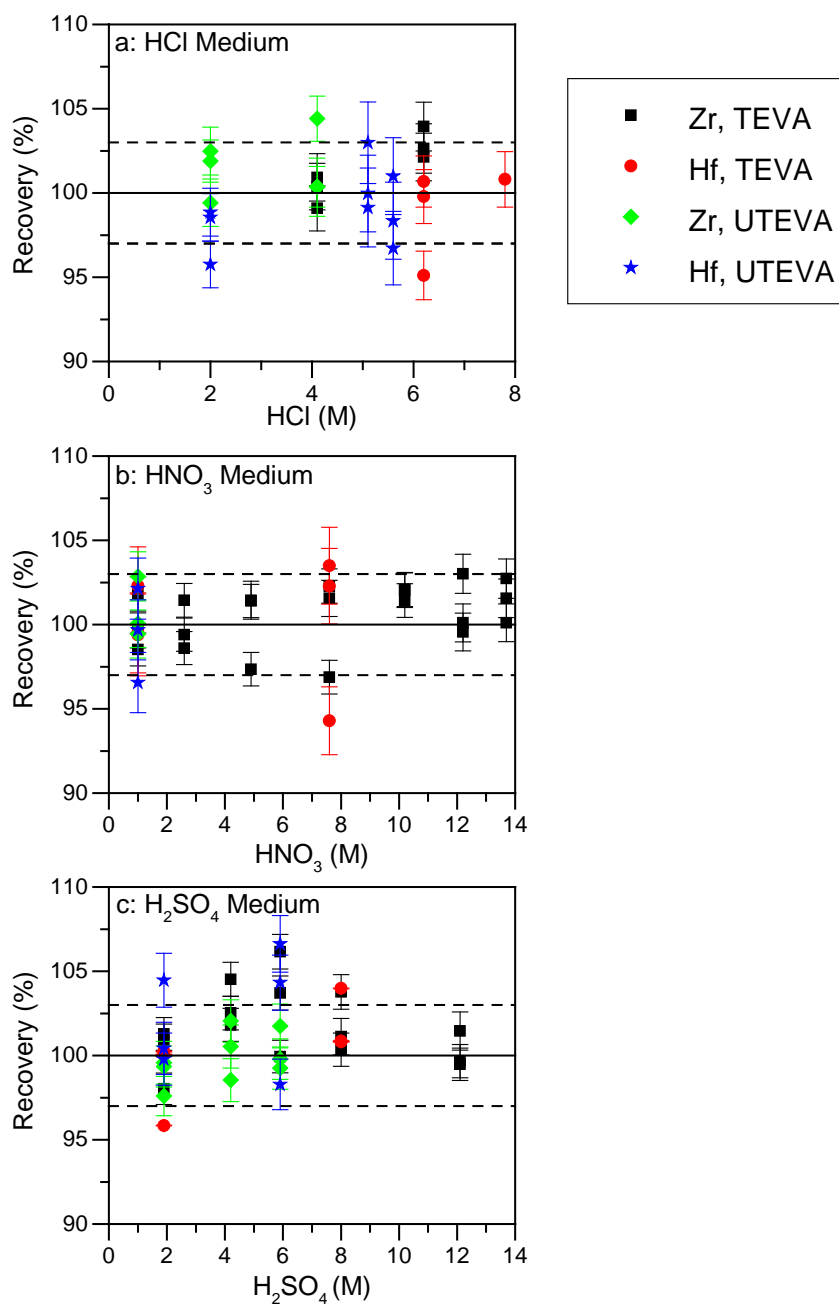 a: HCl Medium
110
105
100
95
90
Recovery (%)
0 2 4 6 8
HCl (M)
Zr, TEVA
Hf, TEVA
Zr, UTEVA
Hf, UTEVA
b: HNO₃ Medium
110
105
100
95
90
Recovery (%)
0 2 4 6 8 10 12 14
HNO₃ (M)
c: H₂SO₄ Medium
110
105
100
95
90
Recovery (%)
0 2 4 6 8 10 12 14
H₂SO₄ (M)